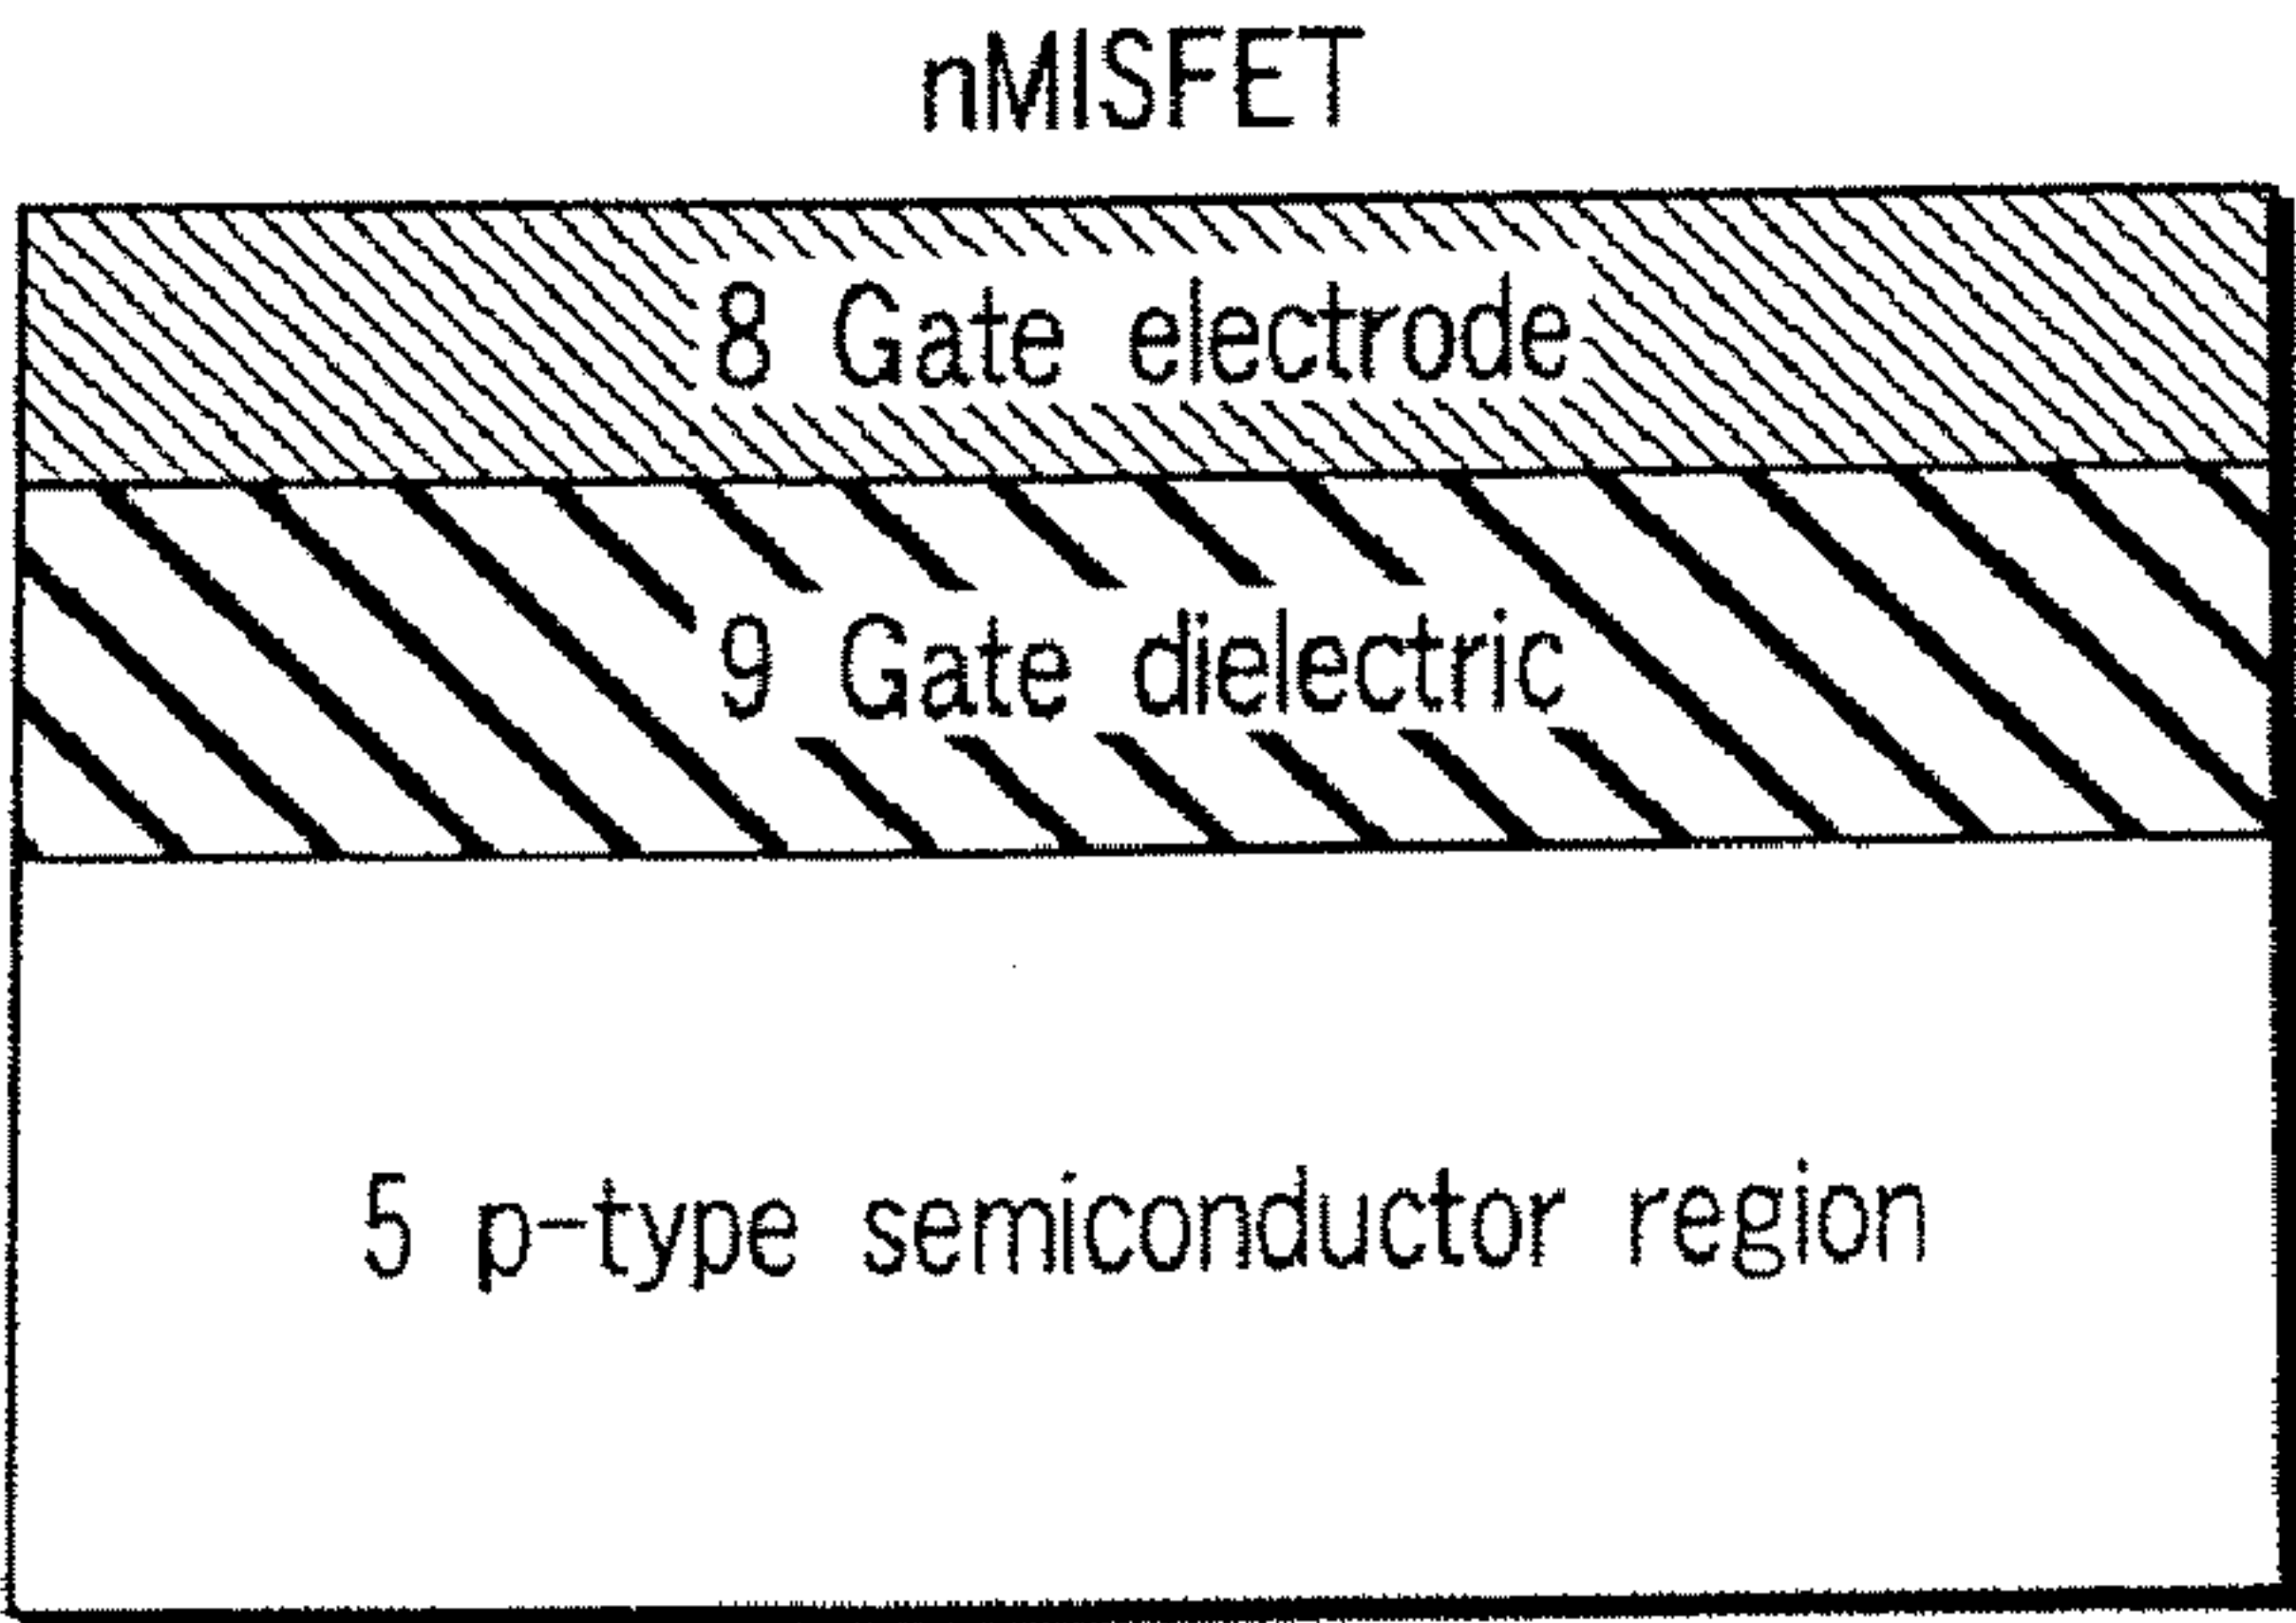 nMISFET
8 Gate electrode
9 Gate dielectric
5 p-type semiconductor region